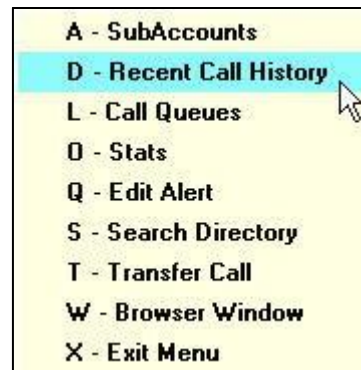 A - SubAccounts
D - Recent Call History
L - Call Queues
O - Stats
Q - Edit Alert
S - Search Directory
T - Transfer Call
W - Browser Window
X - Exit Menu